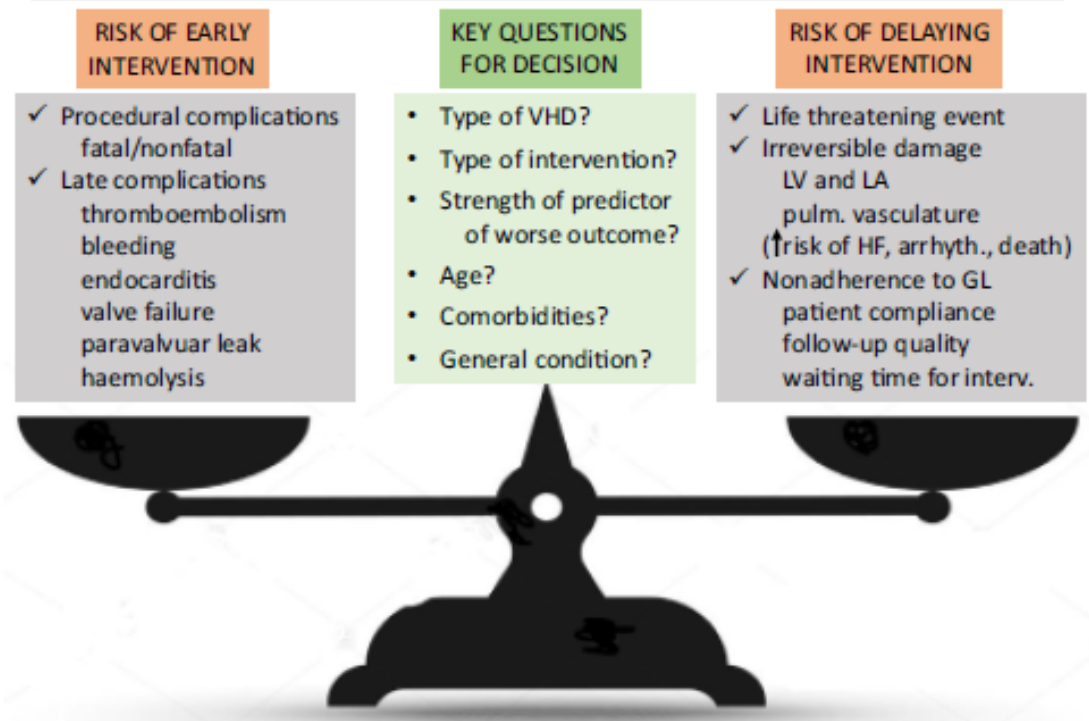 RISK OF EARLY
INTERVENTION
✓ Procedural complications
fatal/nonfatal
✓ Late complications
thromboembolism
bleeding
endocarditis
valve failure
paravalvuar leak
haemolysis
KEY QUESTIONS
FOR DECISION
• Type of VHD?
• Type of intervention?
• Strength of predictor
of worse outcome?
• Age?
• Comorbidities?
• General condition?
RISK OF DELAYING
INTERVENTION
✓ Life threatening event
✓ Irreversible damage
LV and LA
pulm. vasculature
(↑risk of HF, arrhyth., death)
✓ Nonadherence to GL
patient compliance
follow-up quality
waiting time for interv.